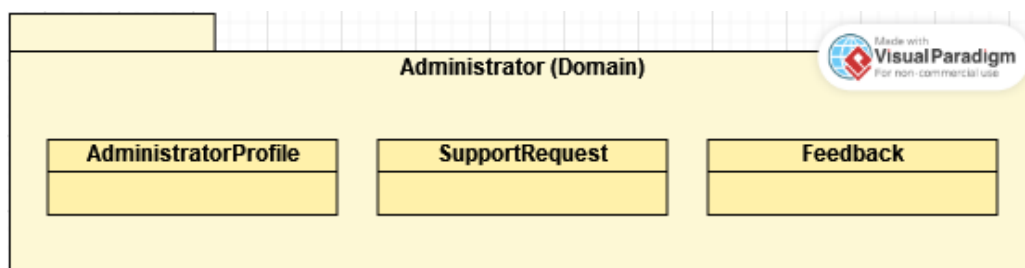 Made with
Visual Paradigm
For non-commercial use
Administrator (Domain)
AdministratorProfile
SupportRequest
Feedback